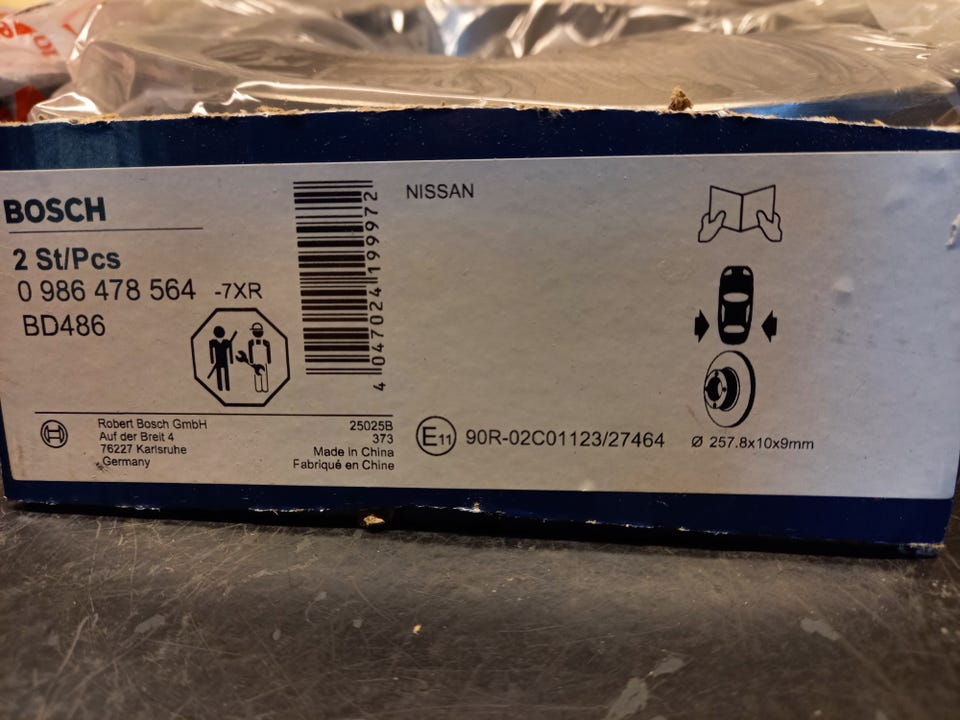 BOSCH
2 St/Pcs
0 986 478 564 -7XR
BD486
4 047024 199972
NISSAN
Robert Bosch GmbH
Auf der Breit 4
76227 Karlsruhe
Germany
25025B
373
Made in China
Fabriqué en Chine
E11 90R-02C01123/27464
Ø 257.8x10x9mm